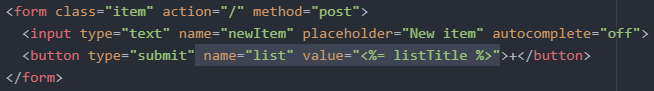 <form class="item" action="/" method="post">
<input type="text" name="newItem" placeholder="New item" autocomplete="off">
<button type="submit" name="list" value="<%= listTitle %>">+</button>
</form>